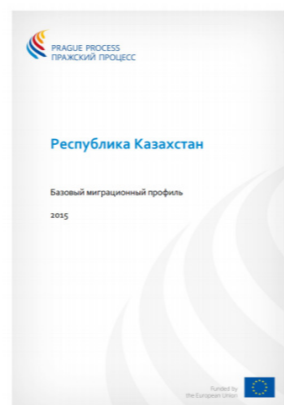 PRAGUE PROCESS
ПРАЖСКИЙ ПРОЦЕСС
Республика Казахстан
Базовый миграционный профиль
2015
Funded by
the European Union